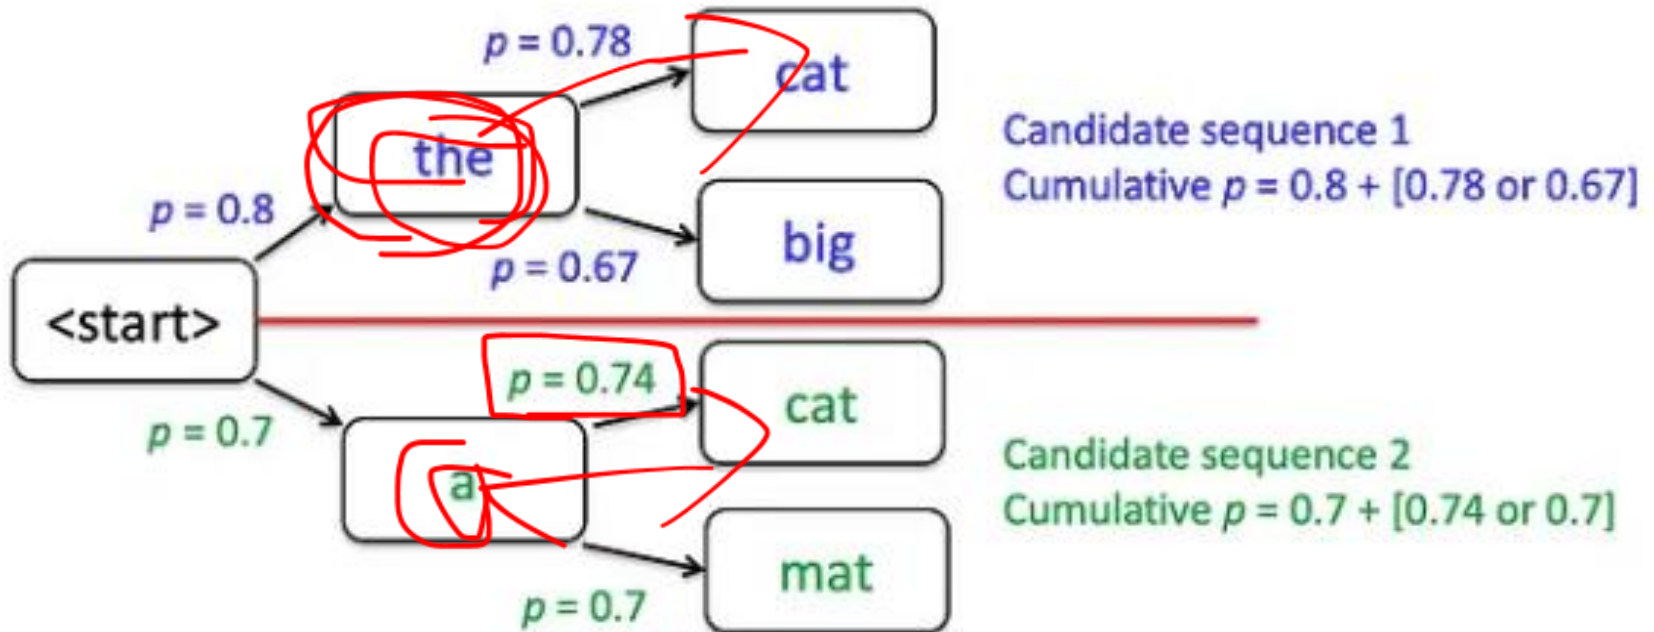 p = 0.78
cat
the
Candidate sequence 1
Cumulative p = 0.8 + [0.78 or 0.67]
p = 0.8
big
p = 0.67
<start>
p = 0.74
cat
p = 0.7
a
Candidate sequence 2
Cumulative p = 0.7 + [0.74 or 0.7]
mat
p = 0.7